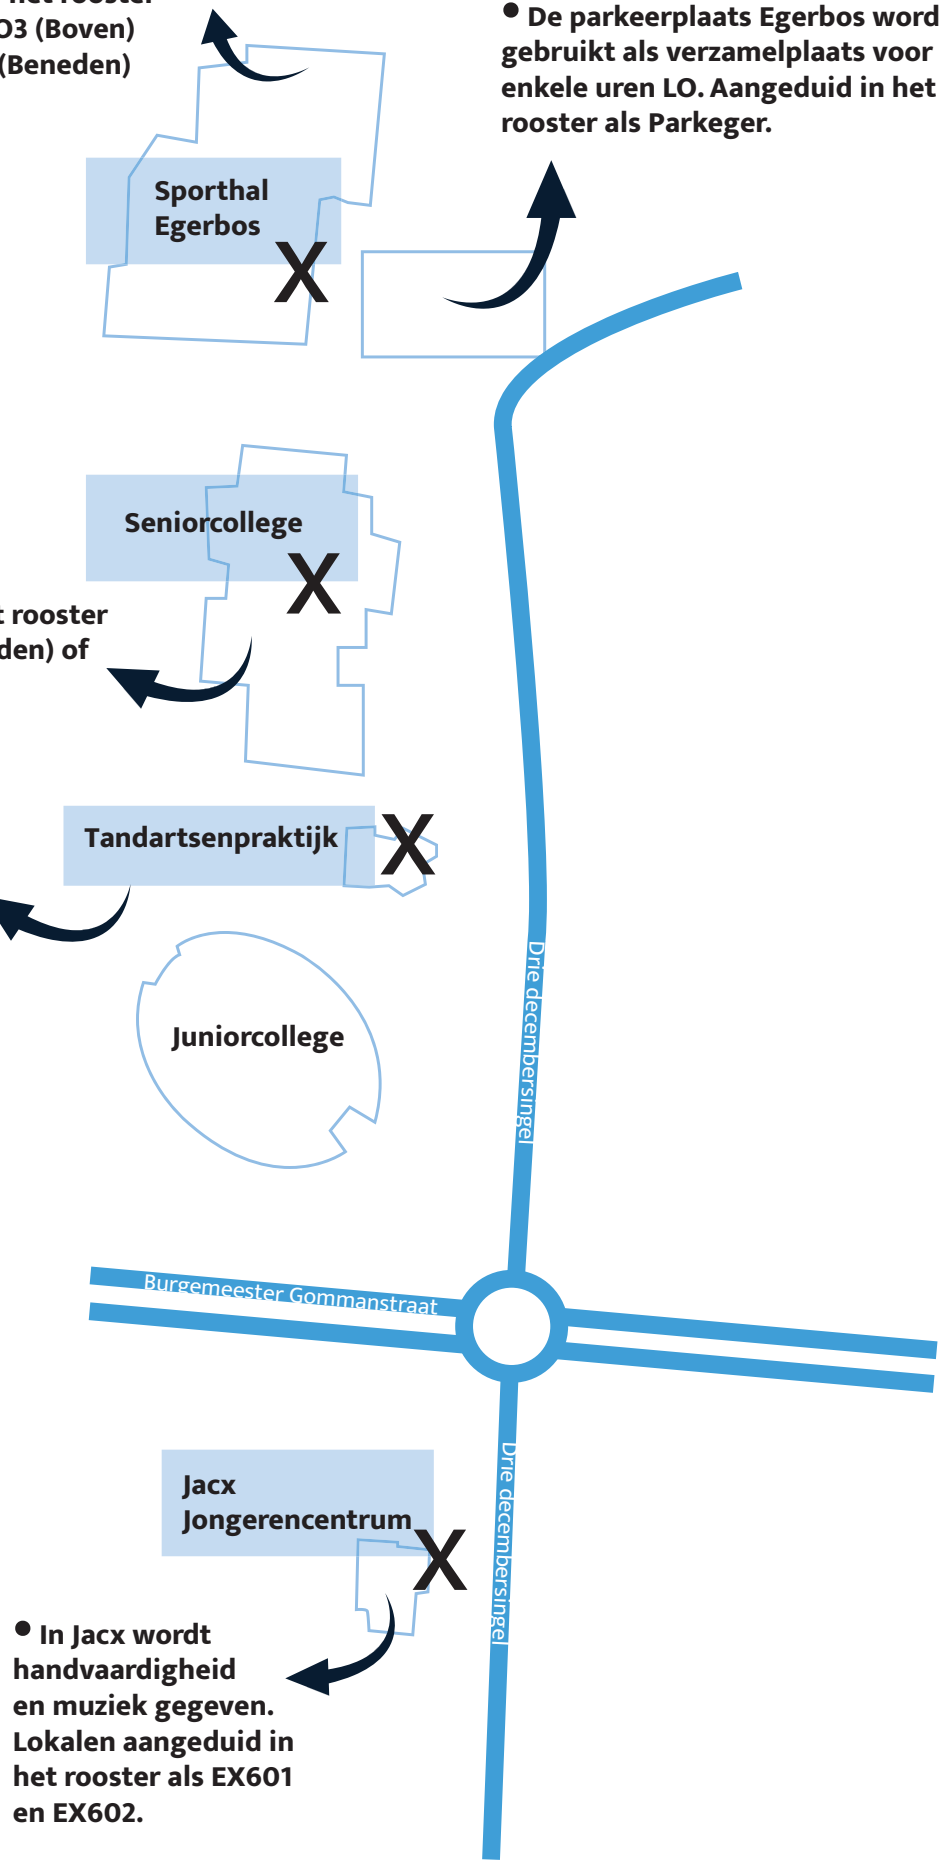 het rooster
O3 (Boven)
(Beneden)
• De parkeerplaats Egerbos word
gebruikt als verzamelplaats voor
enkele uren LO. Aangeduid in het
rooster als Parkeger.
Sporthal
Egerbos
X
Seniorcollege
X
t rooster
den) of
Tandartsenpraktijk
X
Juniorcollege
Drie decembersingel
Burgemeester Gommanstraat
Jacx
Jongerencentrum
X
Drie decembersingel
• In Jacx wordt
handvaardigheid
en muziek gegeven.
Lokalen aangeduid in
het rooster als EX601
en EX602.